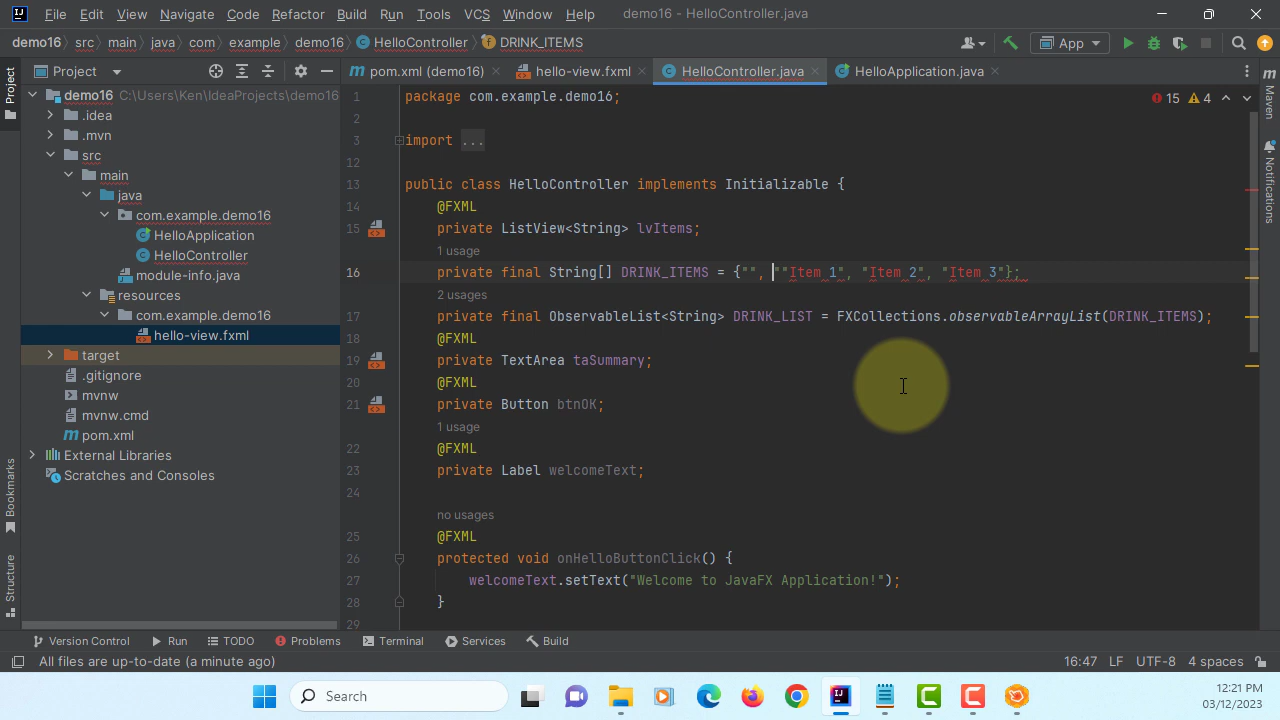 File Edit View Navigate Code Refactor Build Run Tools VCS Window Help demo16 - HelloController.java
demo16 src main java com example demo16 HelloController DRINK_ITEMS App
Project
Project
pom.xml (demo16) hello-view.fxml HelloController.java HelloApplication.java
demo16 C:\Users\Ken\IdeaProjects\demo16
.idea
.mvn
src
main
java
com.example.demo16
HelloApplication
HelloController
module-info.java
resources
com.example.demo16
hello-view.fxml
target
.gitignore
mvnw
mvnw.cmd
pom.xml
External Libraries
Scratches and Consoles
Bookmarks
Structure
15 4
1 package com.example.demo16;
2
3 import ...
12
13 public class HelloController implements Initializable {
14 @FXML
15 private ListView<String> lvItems;
1 usage
16 private final String[] DRINK_ITEMS = {"", ""Item 1", "Item 2", "Item 3"};
2 usages
17 private final ObservableList<String> DRINK_LIST = FXCollections.observableArrayList(DRINK_ITEMS);
18 @FXML
19 private TextArea taSummary;
20 @FXML
21 private Button btnOK;
1 usage
22 @FXML
23 private Label welcomeText;
24
no usages
25 @FXML
26 protected void onHelloButtonClick() {
27 welcomeText.setText("Welcome to JavaFX Application!");
28 }
29
Maven
Notifications
Version Control Run TODO Problems Terminal Services Build
All files are up-to-date (a minute ago) 16:47 LF UTF-8 4 spaces
Search
12:21 PM
03/12/2023